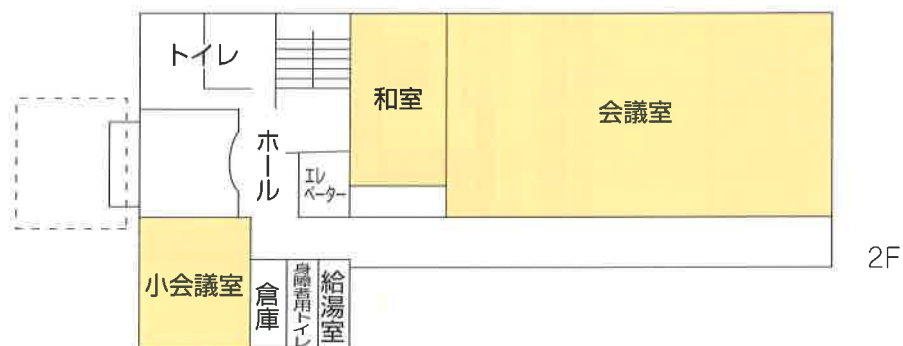 トイレ
和室
会議室
ホール
エレ
ベーター
2F
小会議室
倉庫
身障者用トイレ
給湯室